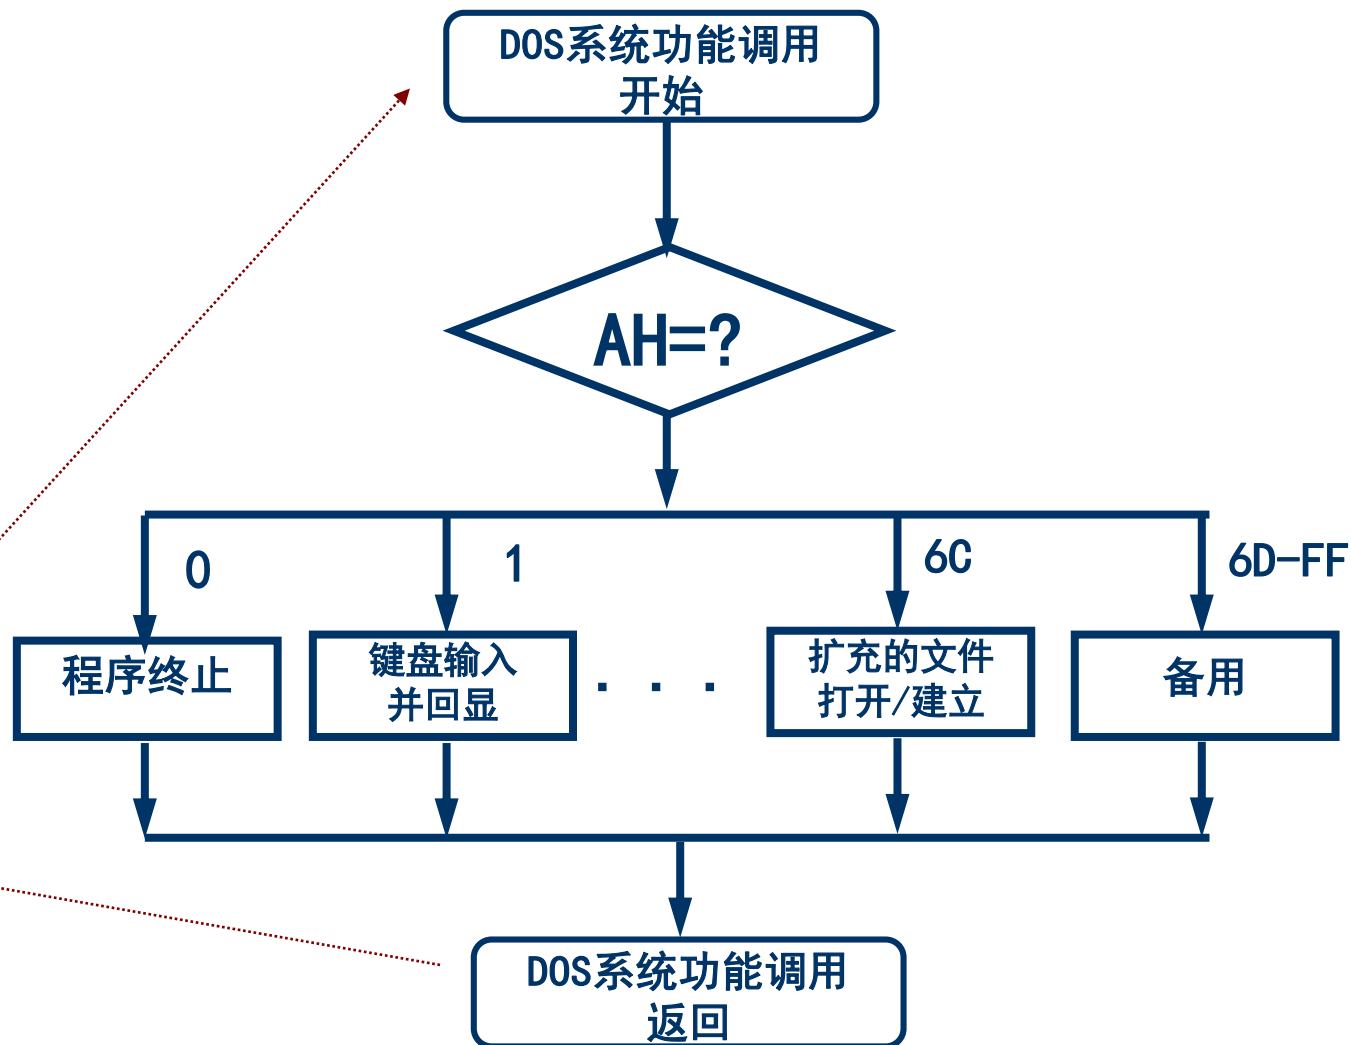 DOS系统功能调用
开始
AH=?
0
1
6C
6D-FF
程序终止
键盘输入
并回显
. . .
扩充的文件
打开/建立
备用
DOS系统功能调用
返回